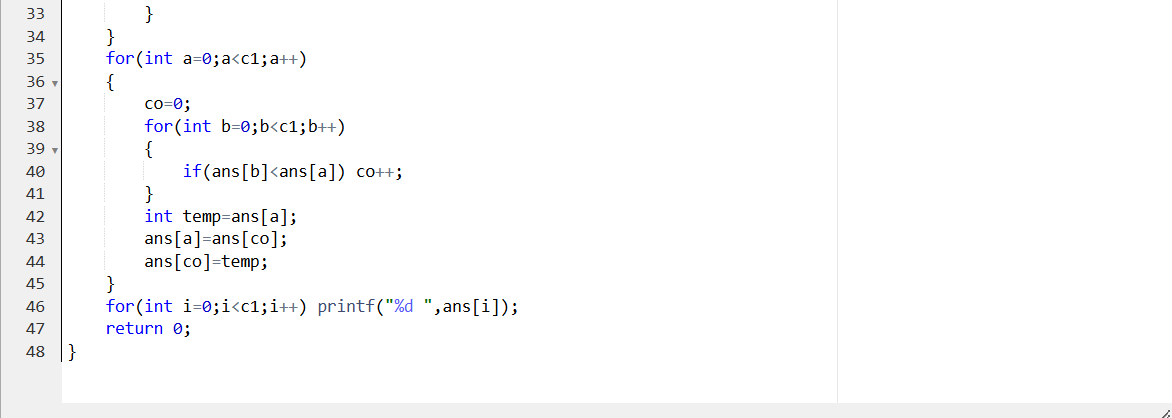 33 }
34 }
35 for(int a=0;a<c1;a++)
36 {
37 co=0;
38 for(int b=0;b<c1;b++)
39 {
40 if(ans[b]<ans[a]) co++;
41 }
42 int temp=ans[a];
43 ans[a]=ans[co];
44 ans[co]=temp;
45 }
46 for(int i=0;i<c1;i++) printf("%d ",ans[i]);
47 return 0;
48 }